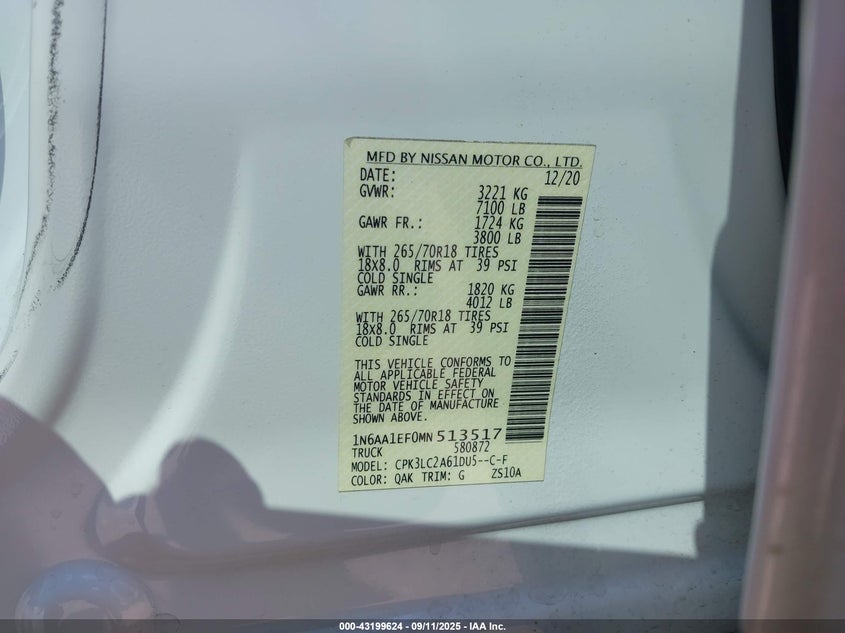 MFD BY NISSAN MOTOR CO., LTD.
DATE: 12/20
GVWR: 3221 KG
7100 LB
GAWR FR.: 1724 KG
3800 LB
WITH 265/70R18 TIRES
18X8.0 RIMS AT 39 PSI
COLD SINGLE
GAWR RR.: 1820 KG
4012 LB
WITH 265/70R18 TIRES
18X8.0 RIMS AT 39 PSI
COLD SINGLE
THIS VEHICLE CONFORMS TO
ALL APPLICABLE FEDERAL
MOTOR VEHICLE SAFETY
STANDARDS IN EFFECT ON
THE DATE OF MANUFACTURE
SHOWN ABOVE.
1N6AA1EF0MN513517
TRUCK 580872
MODEL: CPK3LC2A61DU5--C-F
COLOR: QAK TRIM: G ZS10A
000-43199624 - 09/11/2025 - IAA Inc.